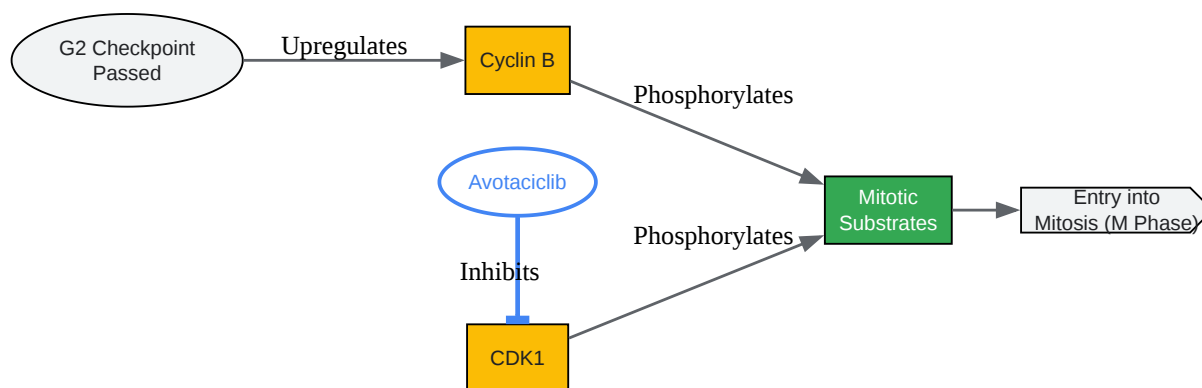 G2 Checkpoint
Passed
Upregulates
Cyclin B
Phosphorylates
Avotaciclib
Inhibits
CDK1
Phosphorylates
Mitotic
Substrates
Entry into
Mitosis (M Phase)